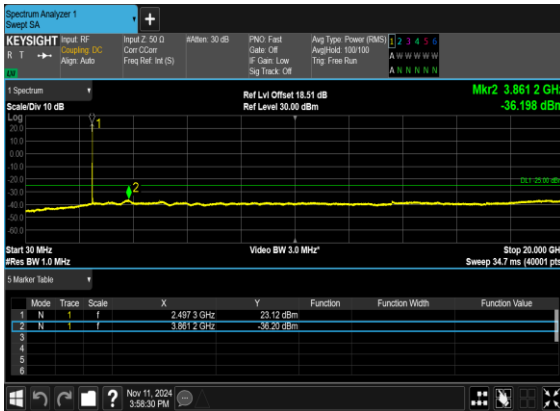 Spectrum Analyzer 1
Swept SA
+
KEYSIGHT
R T
LXI
Input: RF
Coupling: DC
Align: Auto
Input Z: 50 Ω
Corr CCorr
Freq Ref: Int (S)
#Atten: 30 dB
PNO: Fast
Gate: Off
IF Gain: Low
Sig Track: Off
Avg Type: Power (RMS)
Avg|Hold: 100/100
Trig: Free Run
1 2 3 4 5 6
A W W W W W
A N N N N N
1 Spectrum
Scale/Div 10 dB
Ref Lvl Offset 18.51 dB
Ref Level 30.00 dBm
Mkr2 3.861 2 GHz
-36.198 dBm
Log
20.0
10.0
0.00
-10.0
-20.0
-30.0
-40.0
-50.0
-60.0
1
2
DL1 -25.00 dBm
Start 30 MHz
#Res BW 1.0 MHz
Video BW 3.0 MHz*
Stop 20.000 GHz
Sweep 34.7 ms (40001 pts)
5 Marker Table
Mode Trace Scale X Y Function Function Width Function Value
1 N 1 f 2.497 3 GHz 23.12 dBm
2 N 1 f 3.861 2 GHz -36.20 dBm
3
4
5
6
?
Nov 11, 2024
3:58:30 PM